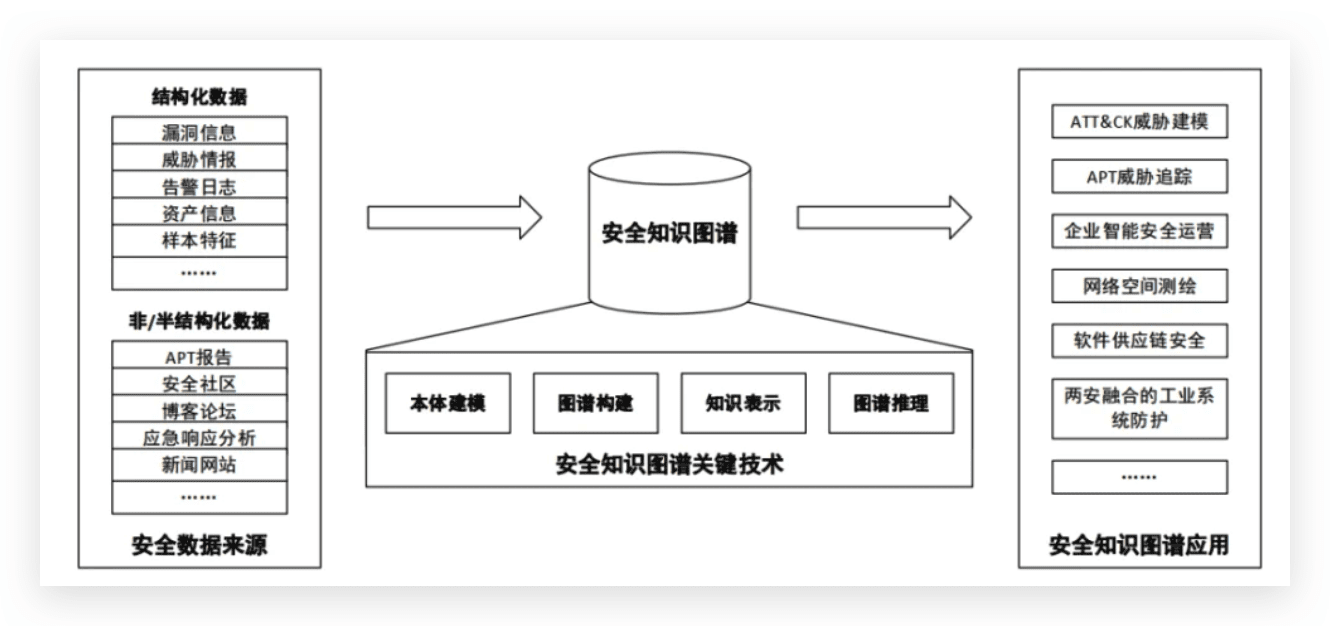 结构化数据
漏洞信息
威胁情报
告警日志
资产信息
样本特征
……
非/半结构化数据
APT报告
安全社区
博客论坛
应急响应分析
新闻网站
……
安全数据来源
安全知识图谱
本体建模
图谱构建
知识表示
图谱推理
安全知识图谱关键技术
ATT&CK威胁建模
APT威胁追踪
企业智能安全运营
网络空间测绘
软件供应链安全
两安融合的工业系
统防护
……
安全知识图谱应用